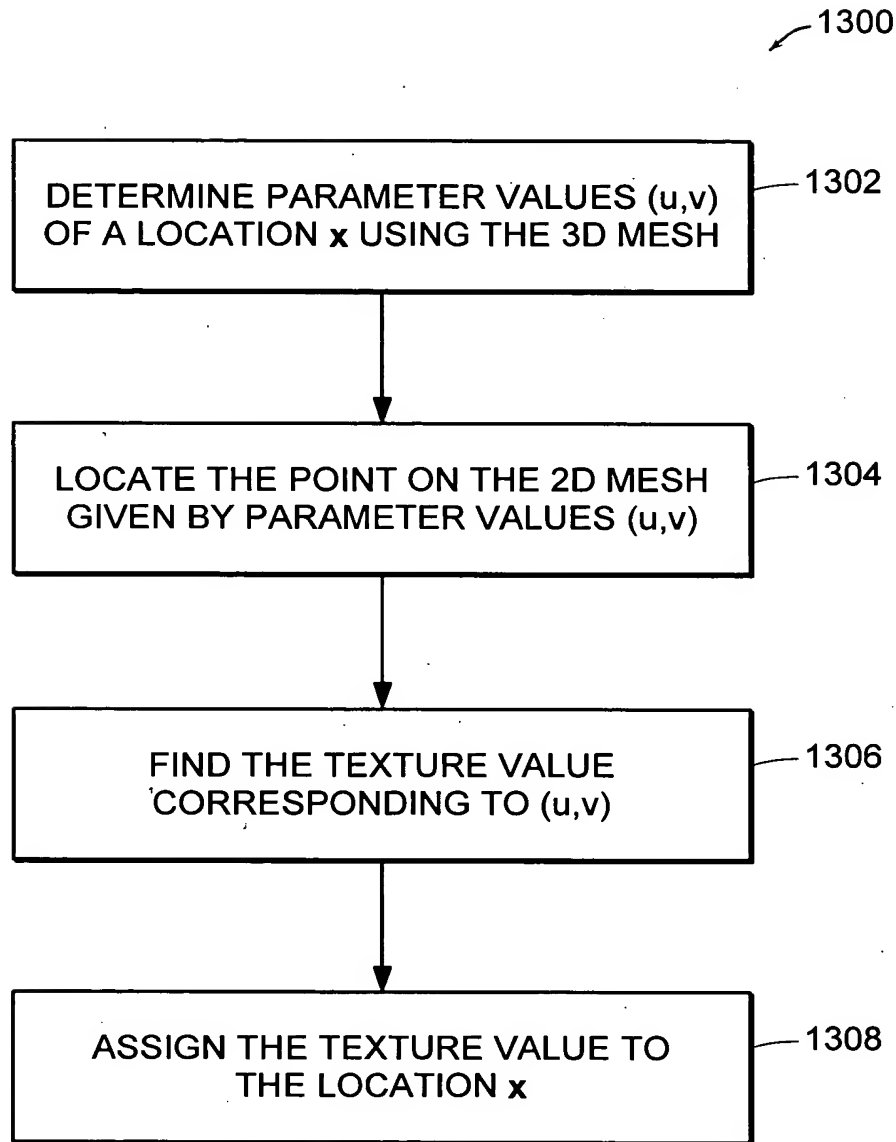 1300
DETERMINE PARAMETER VALUES (u,v)
OF A LOCATION x USING THE 3D MESH
1302
LOCATE THE POINT ON THE 2D MESH
GIVEN BY PARAMETER VALUES (u,v)
1304
FIND THE TEXTURE VALUE
CORRESPONDING TO (u,v)
1306
ASSIGN THE TEXTURE VALUE TO
THE LOCATION x
1308